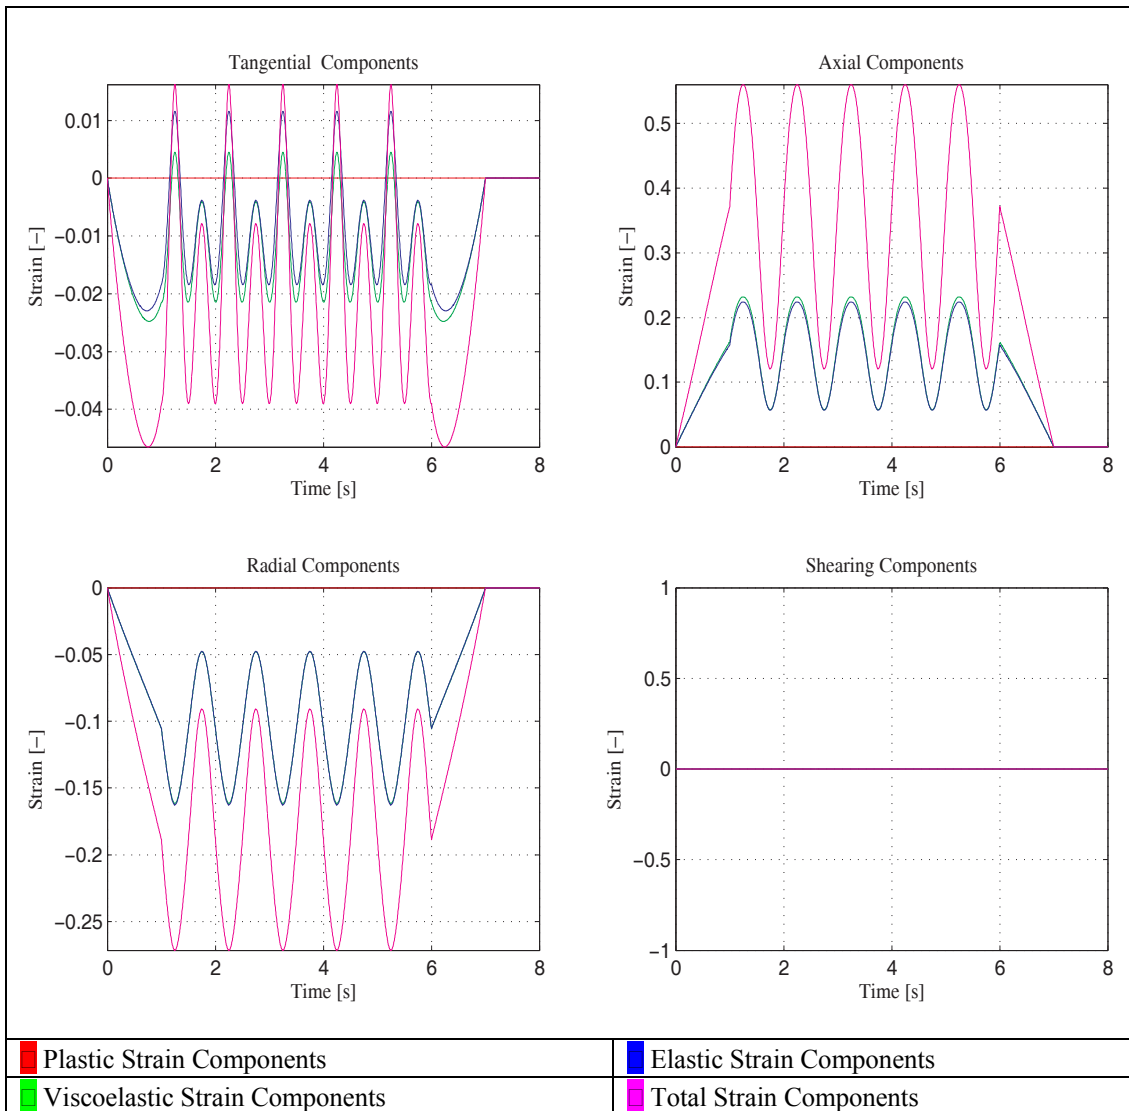 Tangential Components
0.01
0
−0.01
−0.02
−0.03
−0.04
Strain [−]
0 2 4 6 8
Time [s]
Axial Components
0.5
0.4
0.3
0.2
0.1
0
Strain [−]
0 2 4 6 8
Time [s]
Radial Components
0
−0.05
−0.1
−0.15
−0.2
−0.25
Strain [−]
0 2 4 6 8
Time [s]
Shearing Components
1
0.5
0
−0.5
−1
Strain [−]
0 2 4 6 8
Time [s]
Plastic Strain Components
Elastic Strain Components
Viscoelastic Strain Components
Total Strain Components